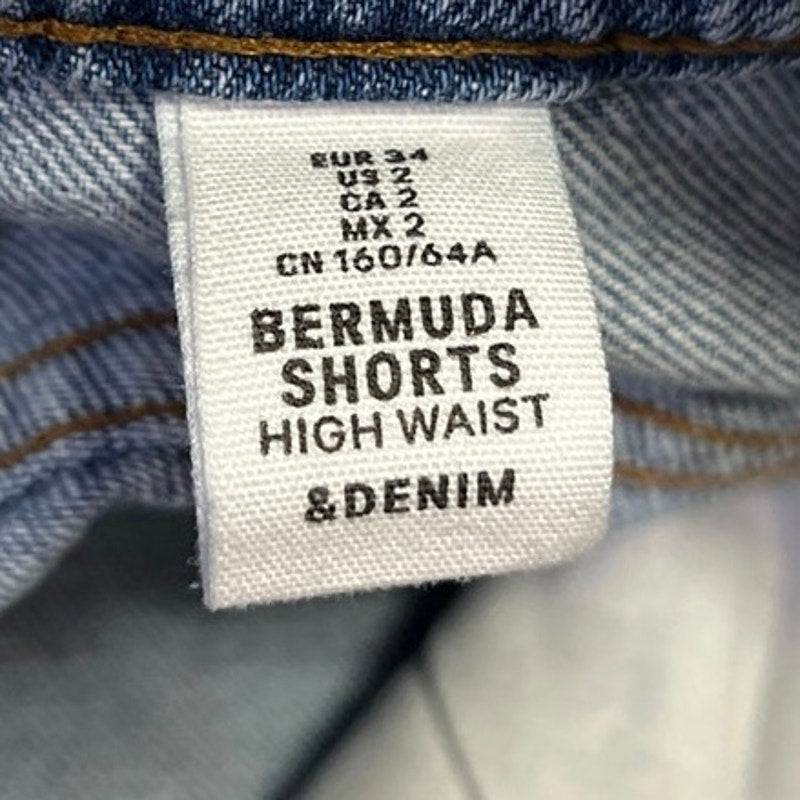 EUR 34
US 2
CA 2
MX 2
CN 160/64A
BERMUDA
SHORTS
HIGH WAIST
&DENIM